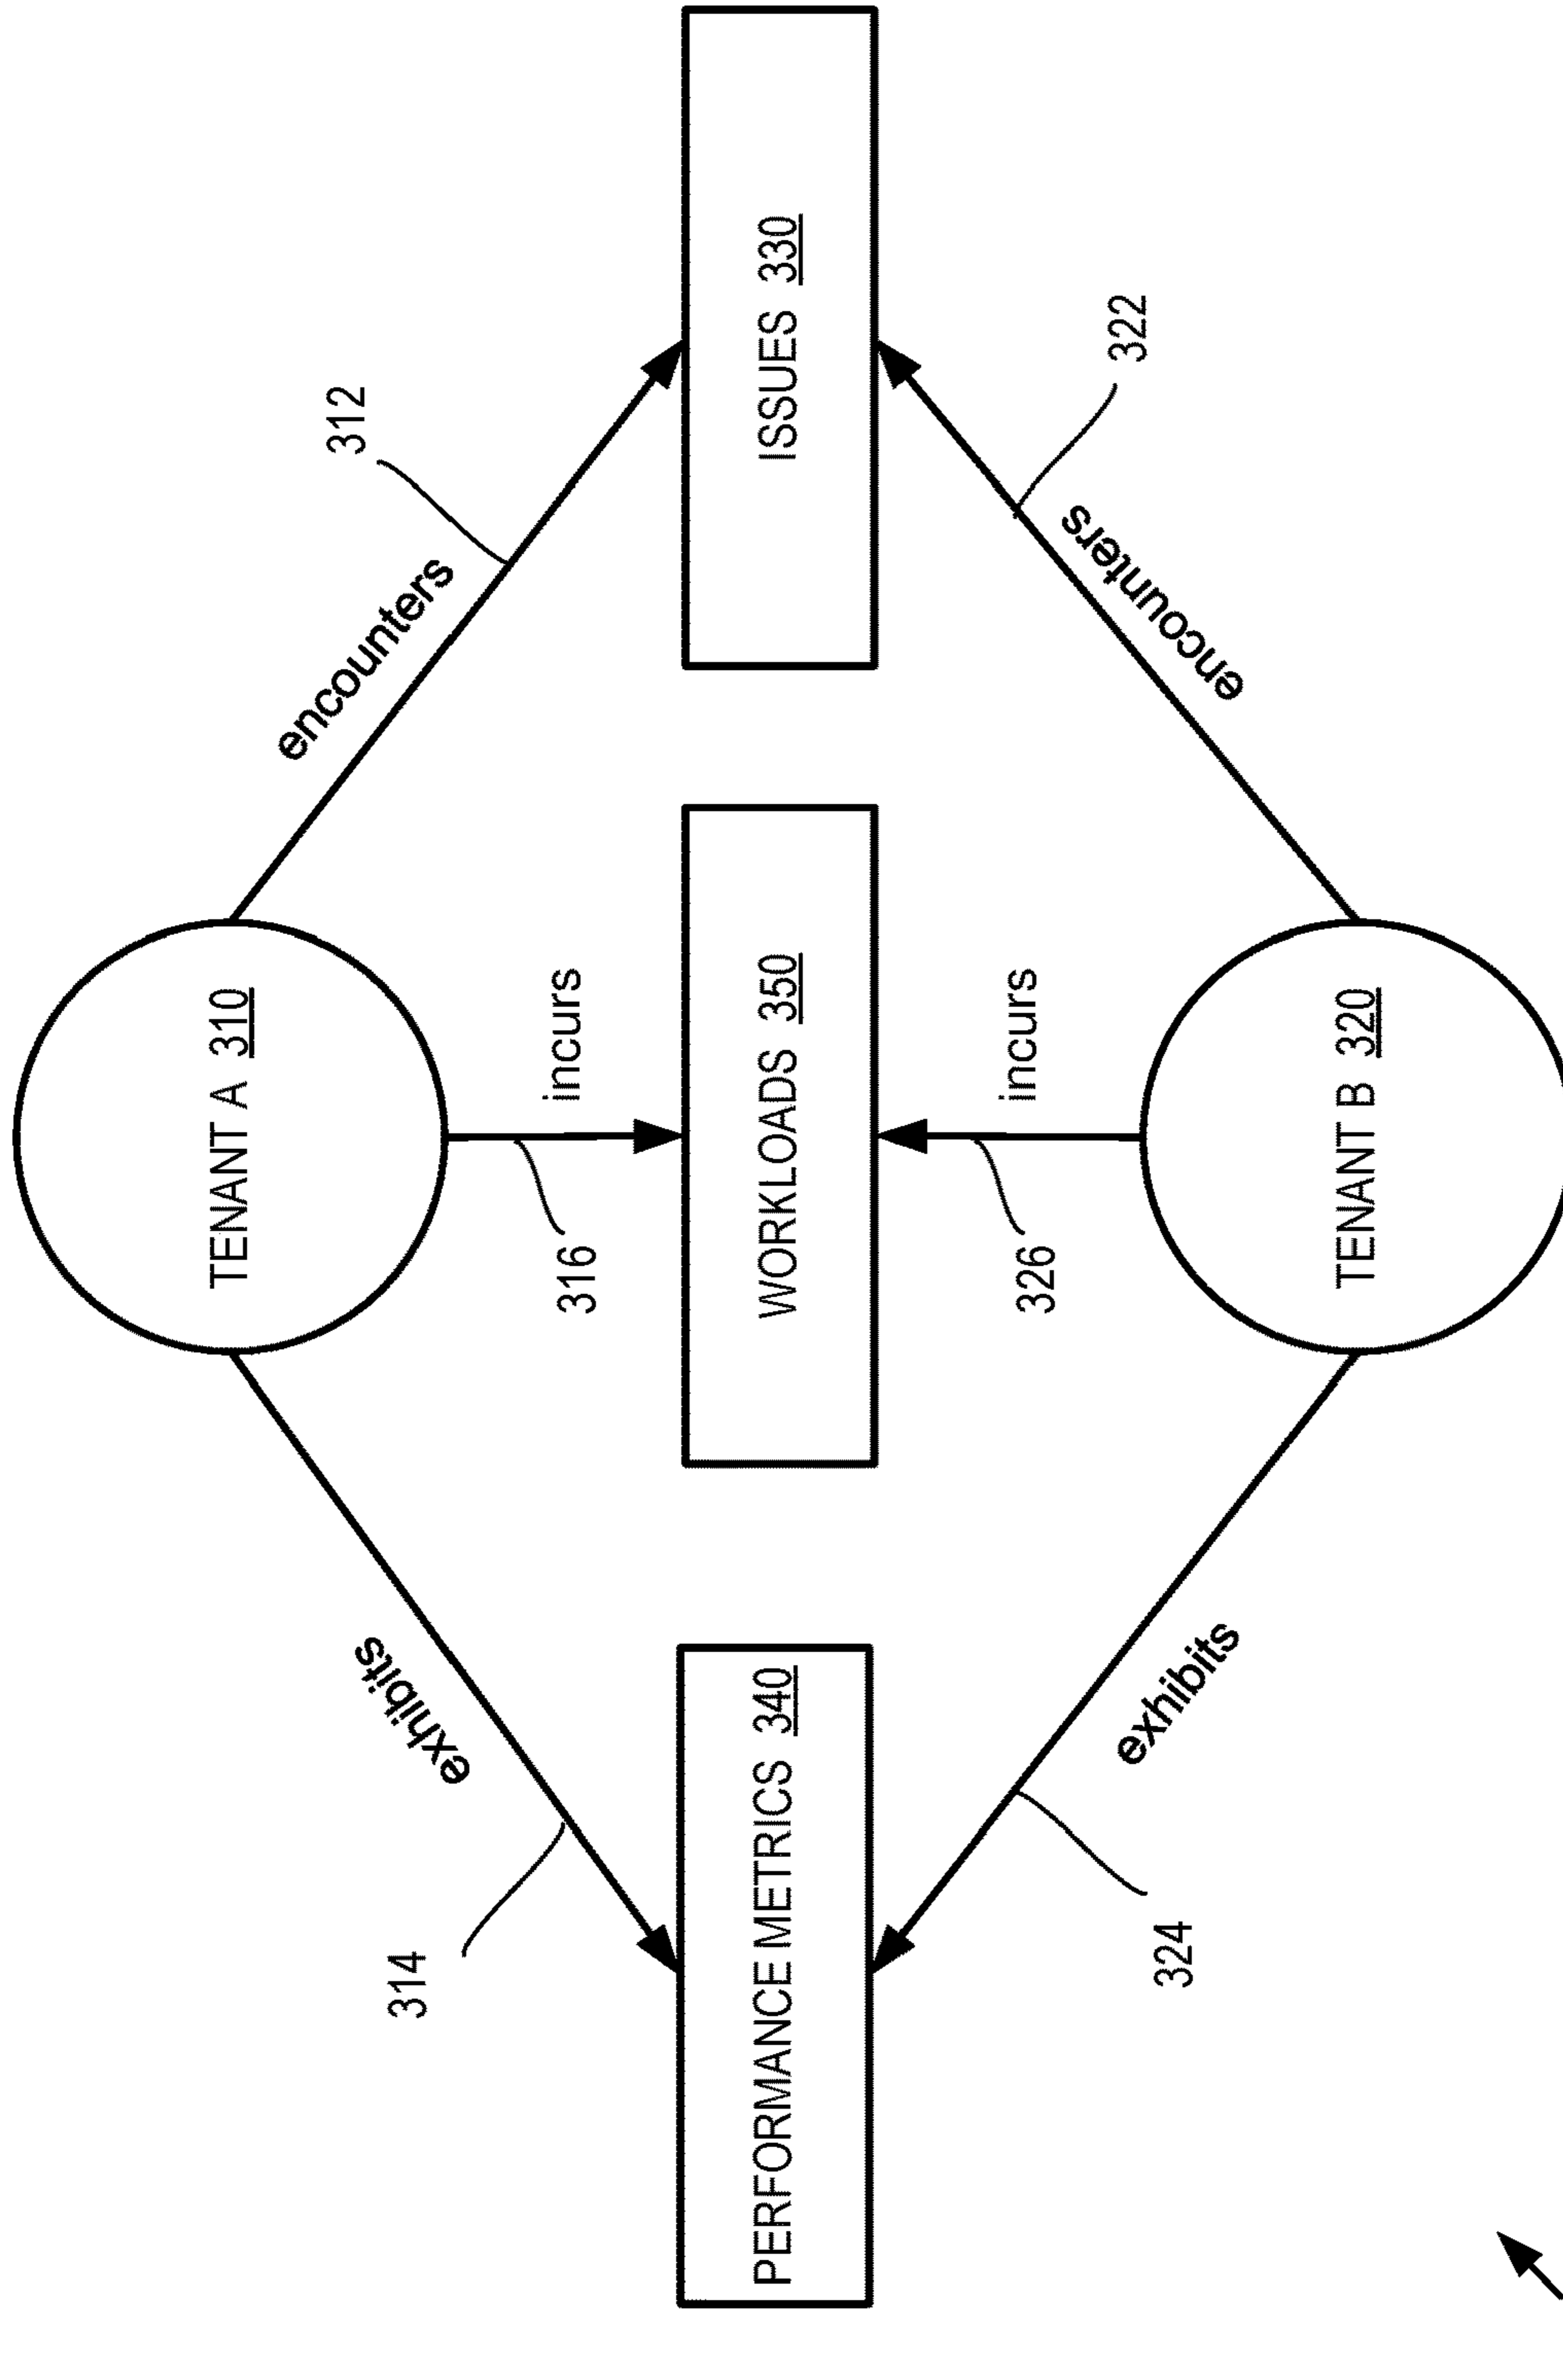 TENANT A 310
encounters
312
exhibits
314
316
incurs
PERFORMANCE METRICS 340
WORKLOADS 350
ISSUES 330
326
incurs
encounters
322
exhibits
324
TENANT B 320